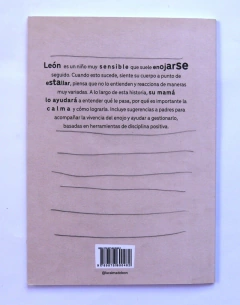 León es un niño muy sensible que suele enojarse
seguido. Cuando esto sucede, siente su cuerpo a punto de
estallar, piensa que no lo entienden y reacciona de maneras
muy variadas. A lo largo de esta historia, su mamá
lo ayudará a entender qué le pasa, por qué es importante la
calma y cómo lograrla. Incluye sugerencias a padres para
acompañar la vivencia del enojo y ayudar a gestionarlo,
basadas en herramientas de disciplina positiva.